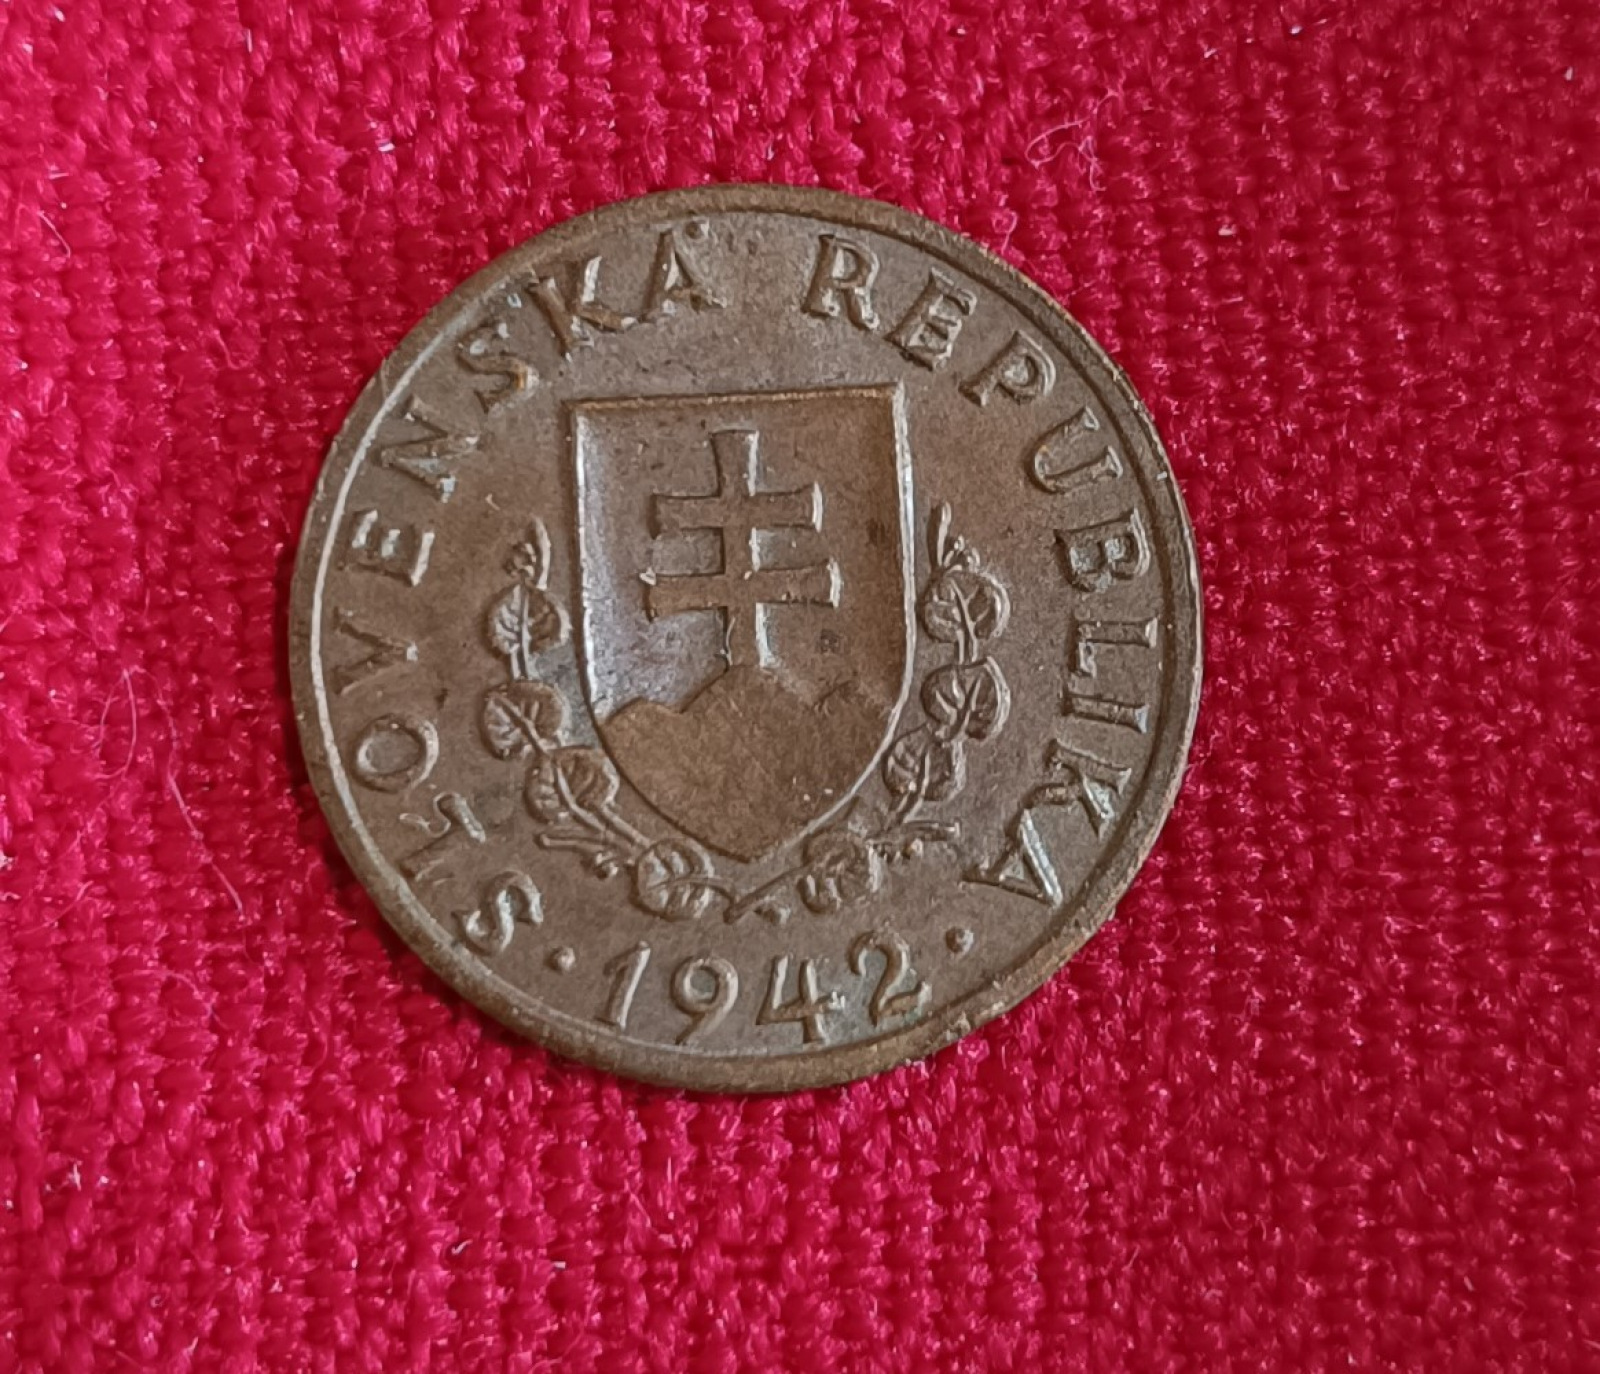 SLOVENSKÁ REPUBLIKA
· 1942 ·